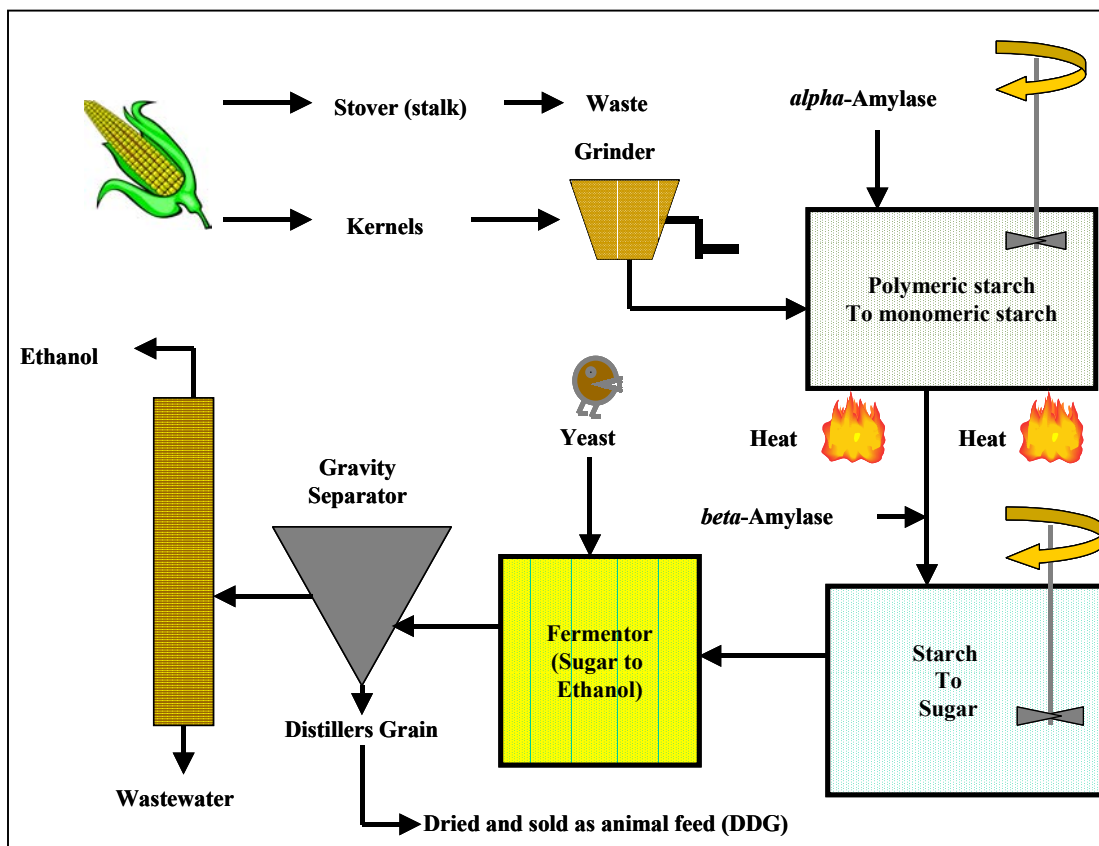 Stover (stalk)
Waste
alpha-Amylase
Grinder
Kernels
Polymeric starch
To monomeric starch
Ethanol
Yeast
Heat
Heat
Gravity
Separator
beta-Amylase
Fermentor
(Sugar to
Ethanol)
Starch
To
Sugar
Distillers Grain
Wastewater
Dried and sold as animal feed (DDG)